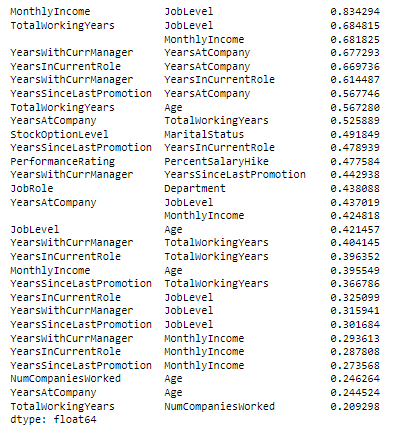 MonthlyIncome JobLevel 0.834294
TotalWorkingYears JobLevel 0.684815
MonthlyIncome 0.681825
YearsWithCurrManager YearsAtCompany 0.677293
YearsInCurrentRole YearsAtCompany 0.669736
YearsWithCurrManager YearsInCurrentRole 0.614487
YearsSinceLastPromotion YearsAtCompany 0.567746
TotalWorkingYears Age 0.567280
YearsAtCompany TotalWorkingYears 0.525889
StockOptionLevel MaritalStatus 0.491849
YearsSinceLastPromotion YearsInCurrentRole 0.478939
PerformanceRating PercentSalaryHike 0.477584
YearsWithCurrManager YearsSinceLastPromotion 0.442938
JobRole Department 0.438088
YearsAtCompany JobLevel 0.437019
MonthlyIncome 0.424818
JobLevel Age 0.421457
YearsWithCurrManager TotalWorkingYears 0.404145
YearsInCurrentRole TotalWorkingYears 0.396352
MonthlyIncome Age 0.395549
YearsSinceLastPromotion TotalWorkingYears 0.366786
YearsInCurrentRole JobLevel 0.325099
YearsWithCurrManager JobLevel 0.315941
YearsSinceLastPromotion JobLevel 0.301684
YearsWithCurrManager MonthlyIncome 0.293613
YearsInCurrentRole MonthlyIncome 0.287808
YearsSinceLastPromotion MonthlyIncome 0.273568
NumCompaniesWorked Age 0.246264
YearsAtCompany Age 0.244524
TotalWorkingYears NumCompaniesWorked 0.209298
dtype: float64